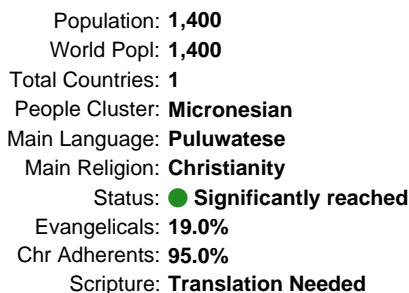 Population: 1,400
World Popl: 1,400
Total Countries: 1
People Cluster: Micronesian
Main Language: Puluwatese
Main Religion: Christianity
Status: Significantly reached
Evangelicals: 19.0%
Chr Adherents: 95.0%
Scripture: Translation Needed